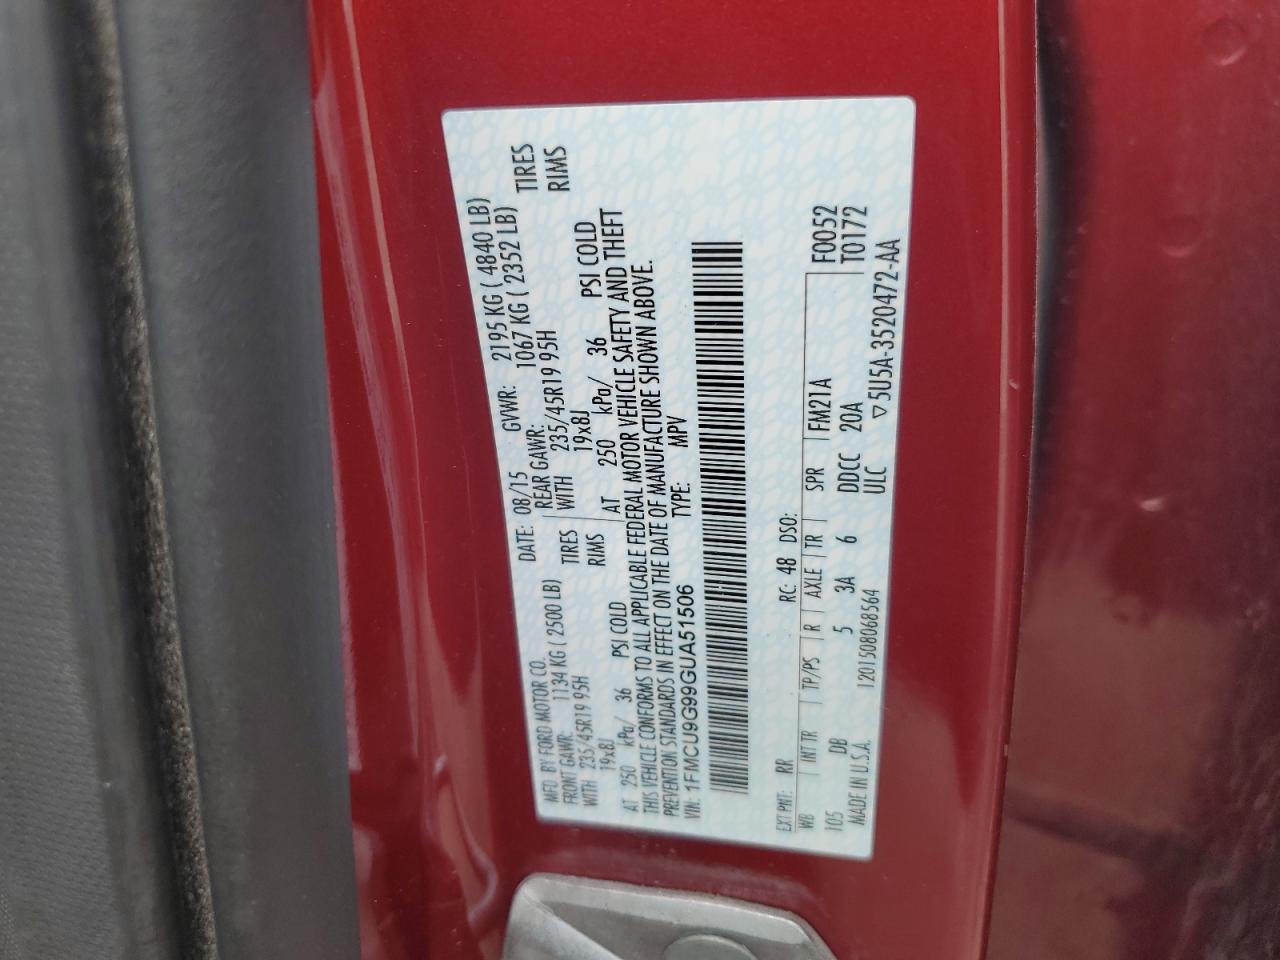 MFD. BY FORD MOTOR CO.
DATE: 08/15 GVWR: 2195 KG ( 4840 LB)
FRONT GAWR: 1134 KG ( 2500 LB) REAR GAWR: 1067 KG ( 2352 LB)
WITH 235/45R19 95H TIRES WITH 235/45R19 95H TIRES
19x8J RIMS 19x8J RIMS
AT 250 kPa/ 36 PSI COLD AT 250 kPa/ 36 PSI COLD
THIS VEHICLE CONFORMS TO ALL APPLICABLE FEDERAL MOTOR VEHICLE SAFETY AND THEFT
PREVENTION STANDARDS IN EFFECT ON THE DATE OF MANUFACTURE SHOWN ABOVE.
VIN: 1FMCU9G99GUA51506 TYPE: MPV
EXT PNT: RR RC: 48 DSO: F0052
WB INT TR TP/PS R AXLE TR SPR FM21A T0172
105 DB 5 3A 6 DDCC 20A
MADE IN U.S.A. 1201508068564 ULC ▽5U5A-3520472-AA